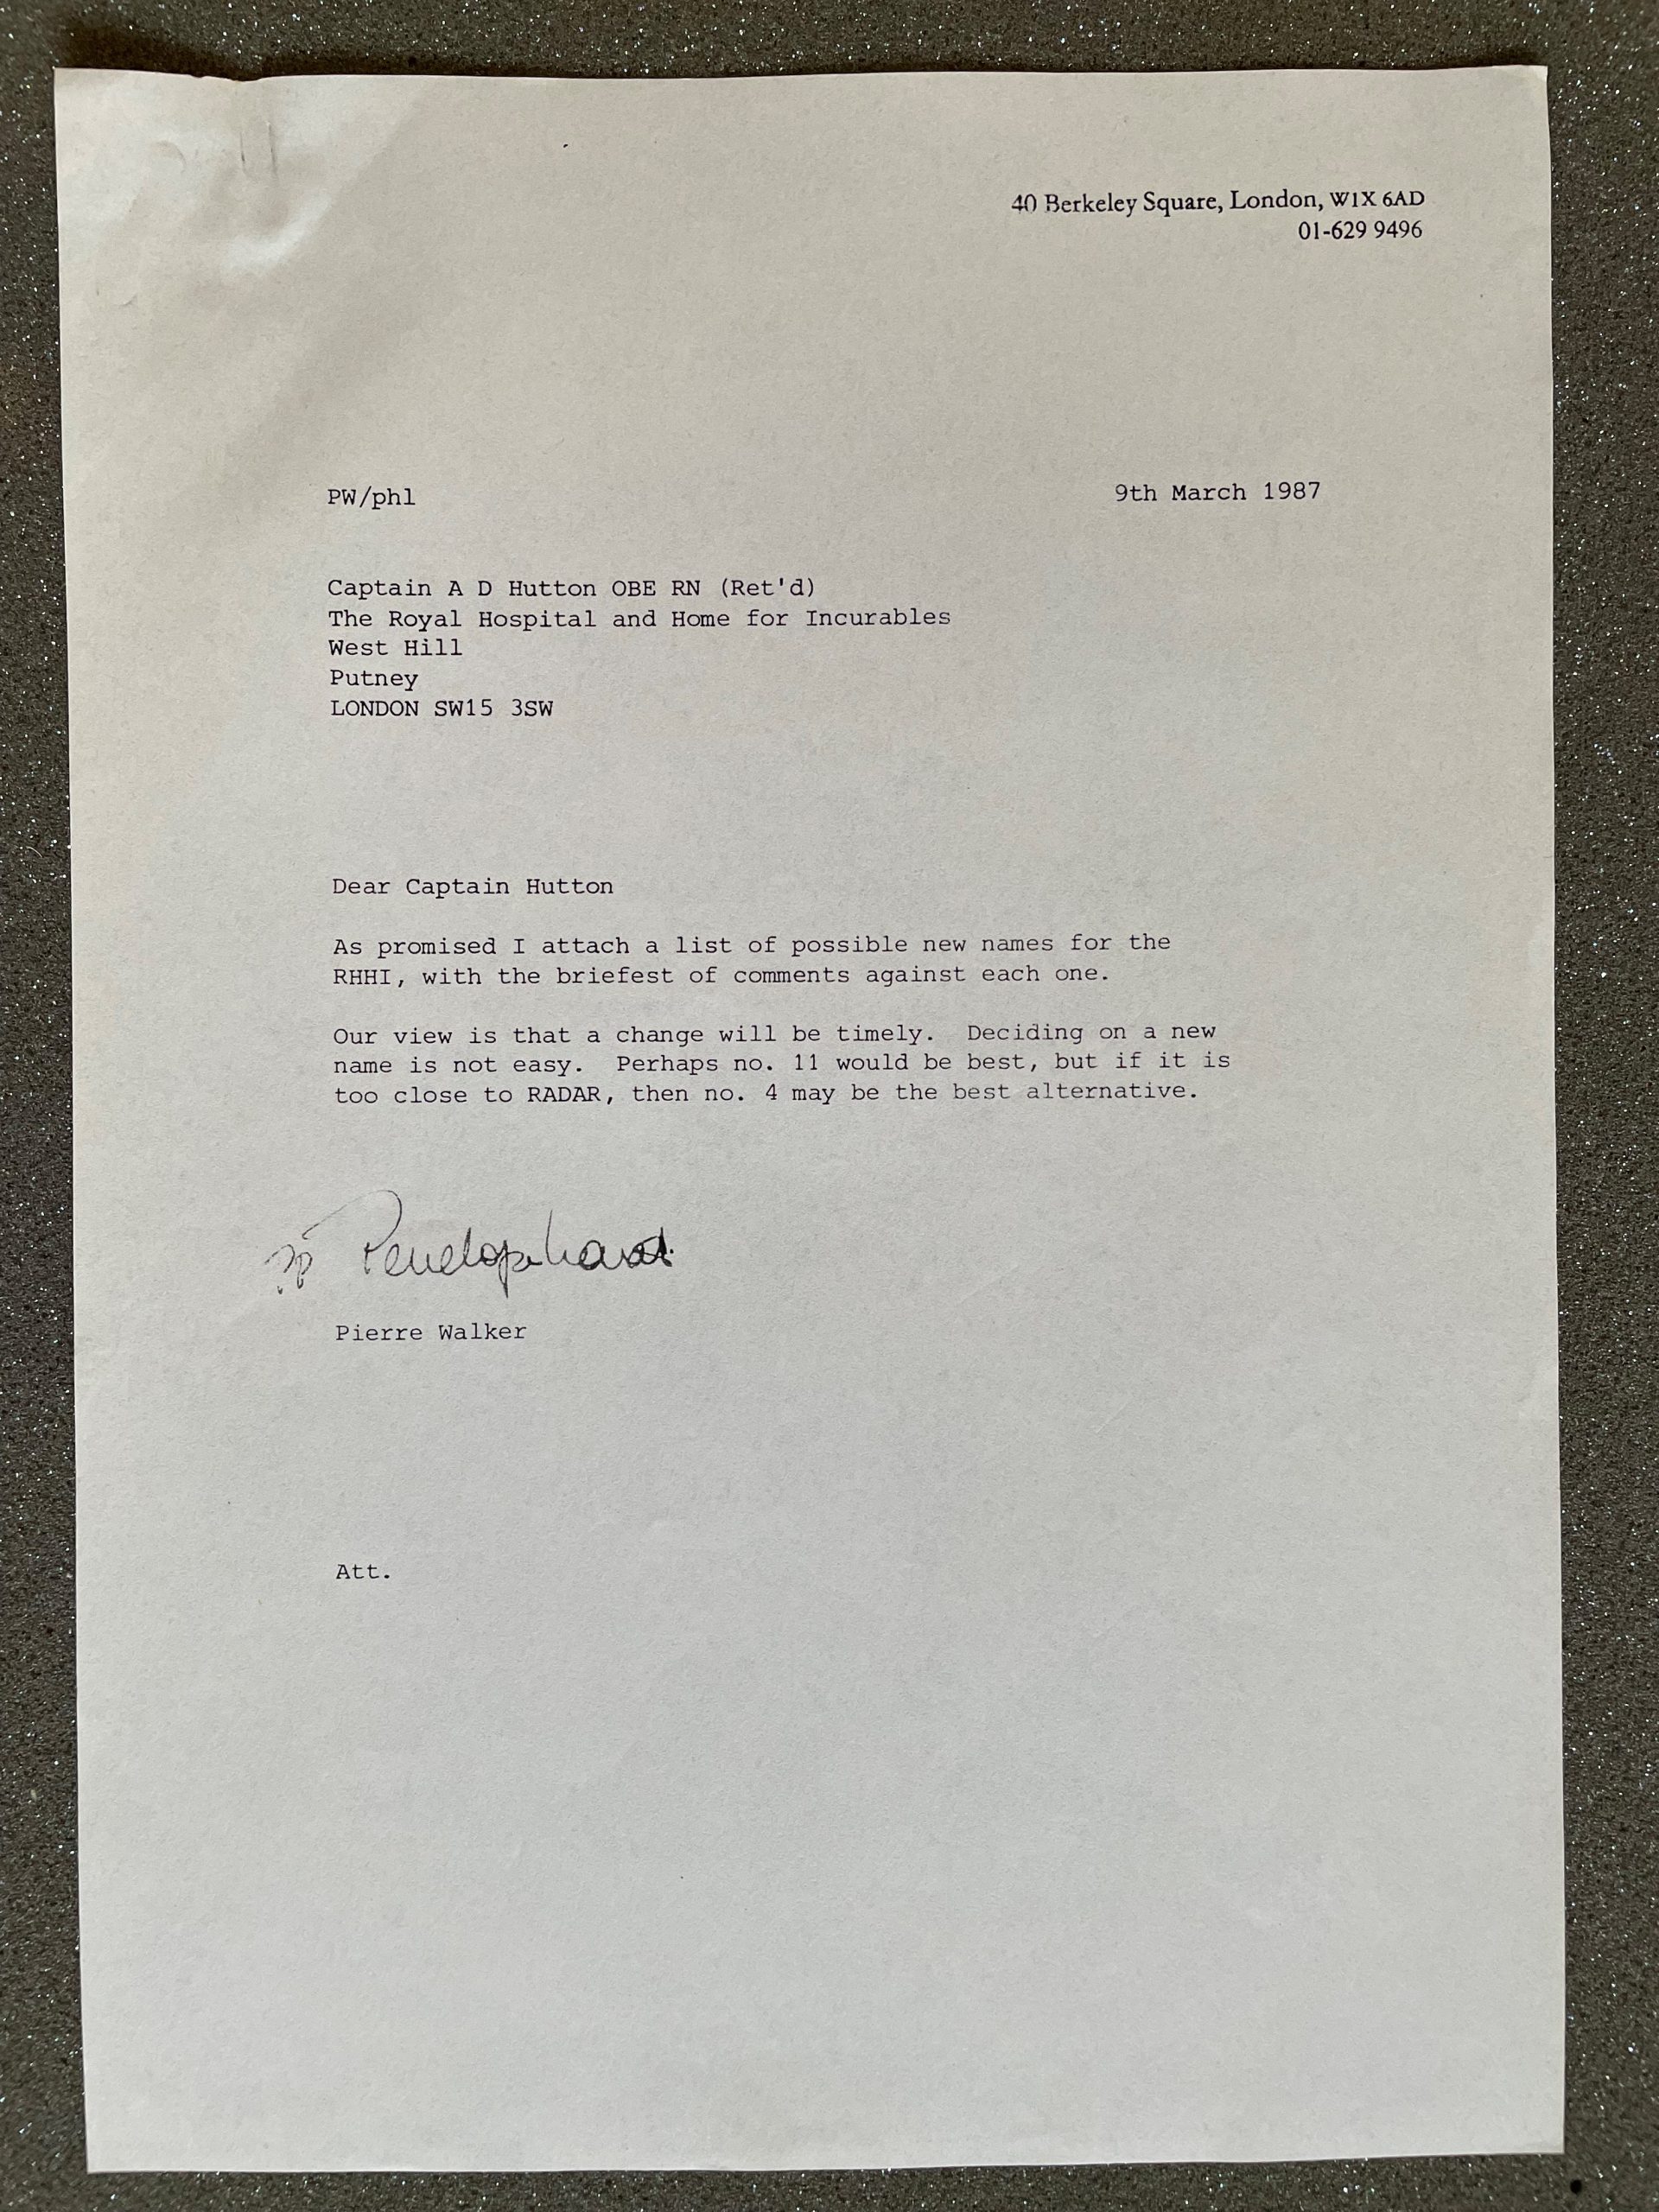 40 Berkeley Square, London, W1X 6AD
01-629 9496
PW/phl
9th March 1987
Captain A D Hutton OBE RN (Ret'd)
The Royal Hospital and Home for Incurables
West Hill
Putney
LONDON SW15 3SW
Dear Captain Hutton
As promised I attach a list of possible new names for the
RHHI, with the briefest of comments against each one.
Our view is that a change will be timely.  Deciding on a new
name is not easy.  Perhaps no. 11 would be best, but if it is
too close to RADAR, then no. 4 may be the best alternative.
pp
Pierre Walker
Att.